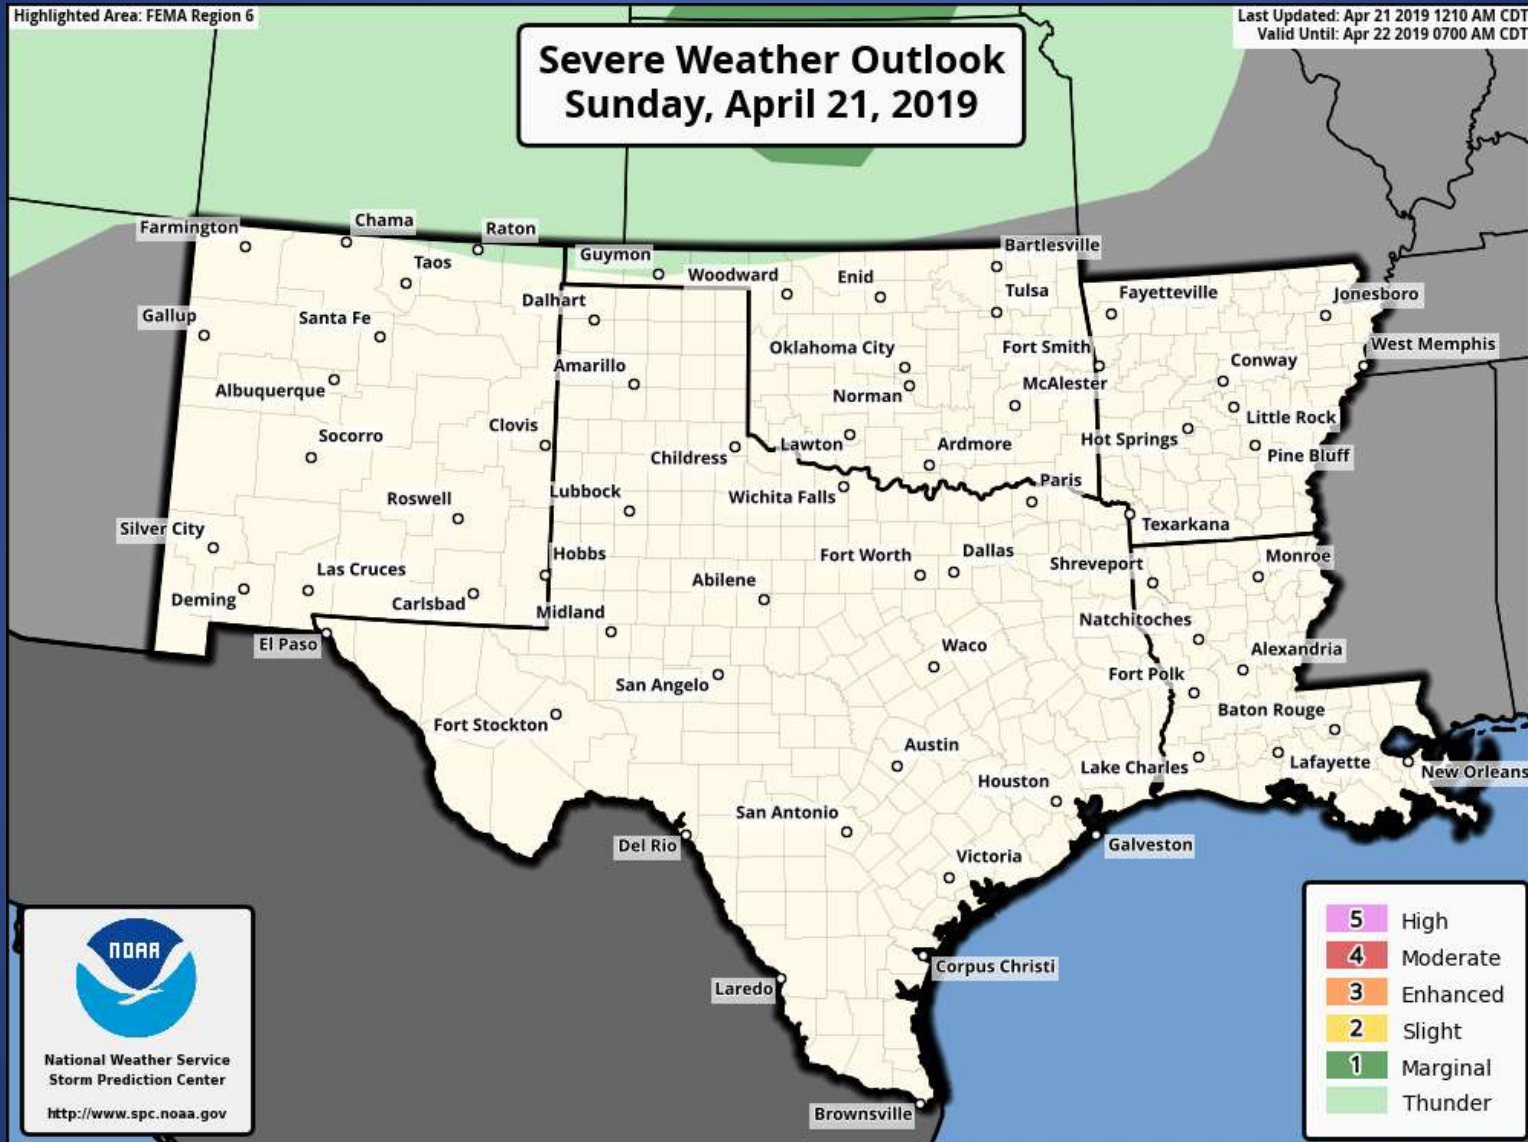 Highlighted Area: FEMA Region 6
Last Updated: Apr 21 2019 1210 AM CDT
Valid Until: Apr 22 2019 0700 AM CDT
Severe Weather Outlook
Sunday, April 21, 2019
Farmington
Chama
Raton
Taos
Guymon
Woodward
Enid
Bartlesville
Tulsa
Fayetteville
Jonesboro
Gallup
Santa Fe
Dalhart
Oklahoma City
Fort Smith
West Memphis
Albuquerque
Amarillo
Norman
McAlester
Conway
Little Rock
Socorro
Clovis
Childress
Lawton
Ardmore
Hot Springs
Pine Bluff
Roswell
Lubbock
Wichita Falls
Paris
Texarkana
Silver City
Las Cruces
Hobbs
Abilene
Fort Worth
Dallas
Shreveport
Monroe
Deming
Carlsbad
Midland
Natchitoches
El Paso
Waco
Alexandria
San Angelo
Fort Polk
Fort Stockton
Baton Rouge
Austin
Houston
Lake Charles
Lafayette
New Orleans
San Antonio
Del Rio
Victoria
Galveston
Corpus Christi
Laredo
Brownsville
NOAA
National Weather Service
Storm Prediction Center
http://www.spc.noaa.gov
5 High
4 Moderate
3 Enhanced
2 Slight
1 Marginal
Thunder